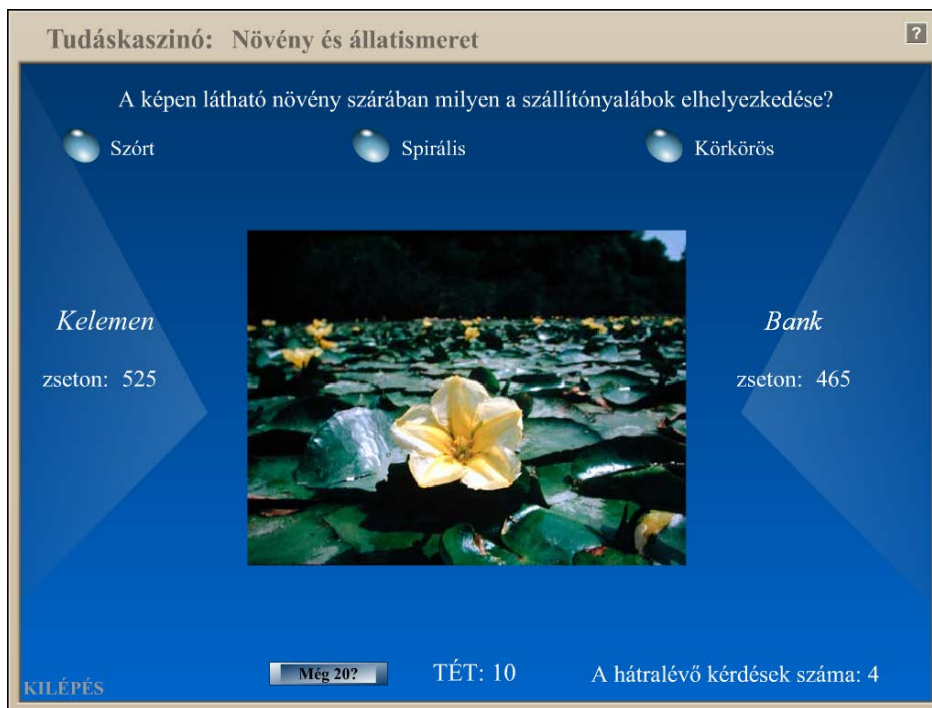 Tudáskaszinó: Növény és állatismeret
?
A képen látható növény szárában milyen a szállítónyalábok elhelyezkedése?
Szórt
Spirális
Körkörös
Kelemen
zseton: 525
Bank
zseton: 465
Még 20?
TÉT: 10
A hátralévő kérdések száma: 4
KILÉPÉS